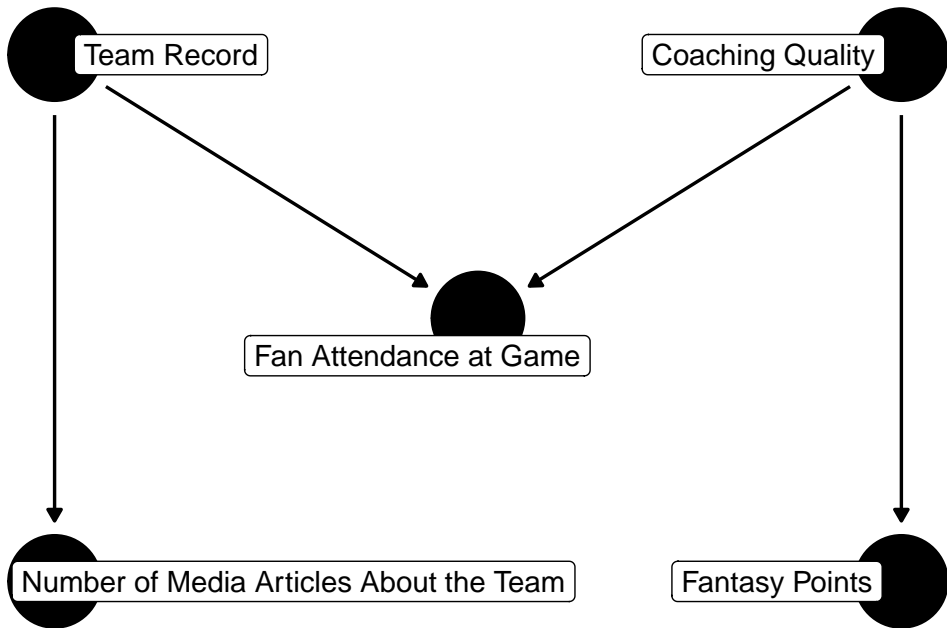 Team Record
Coaching Quality
Fan Attendance at Game
Number of Media Articles About the Team
Fantasy Points